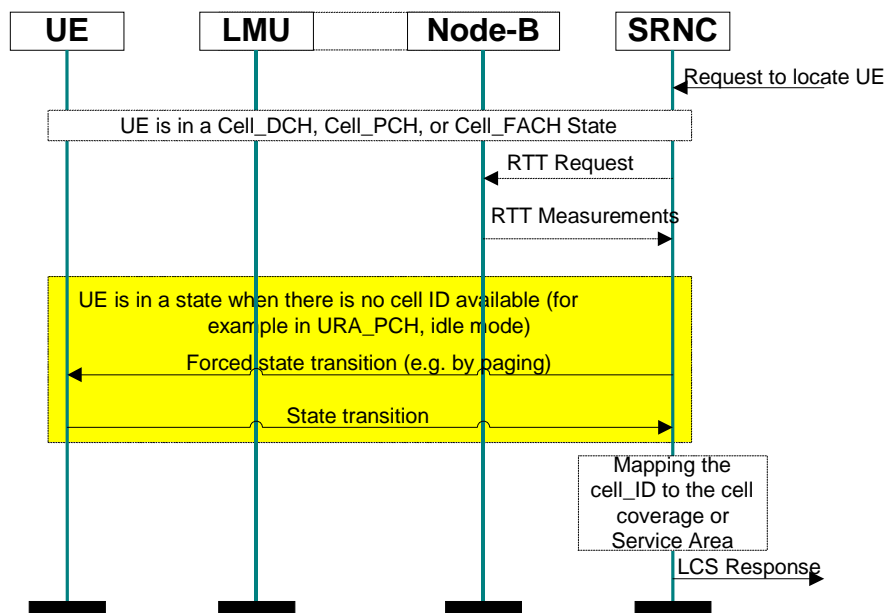 UE
LMU
Node-B
SRNC
Request to locate UE
UE is in a Cell_DCH, Cell_PCH, or Cell_FACH State
RTT Request
RTT Measurements
UE is in a state when there is no cell ID available (for
example in URA_PCH, idle mode)
Forced state transition (e.g. by paging)
State transition
Mapping the
cell_ID to the cell
coverage or
Service Area
LCS Response